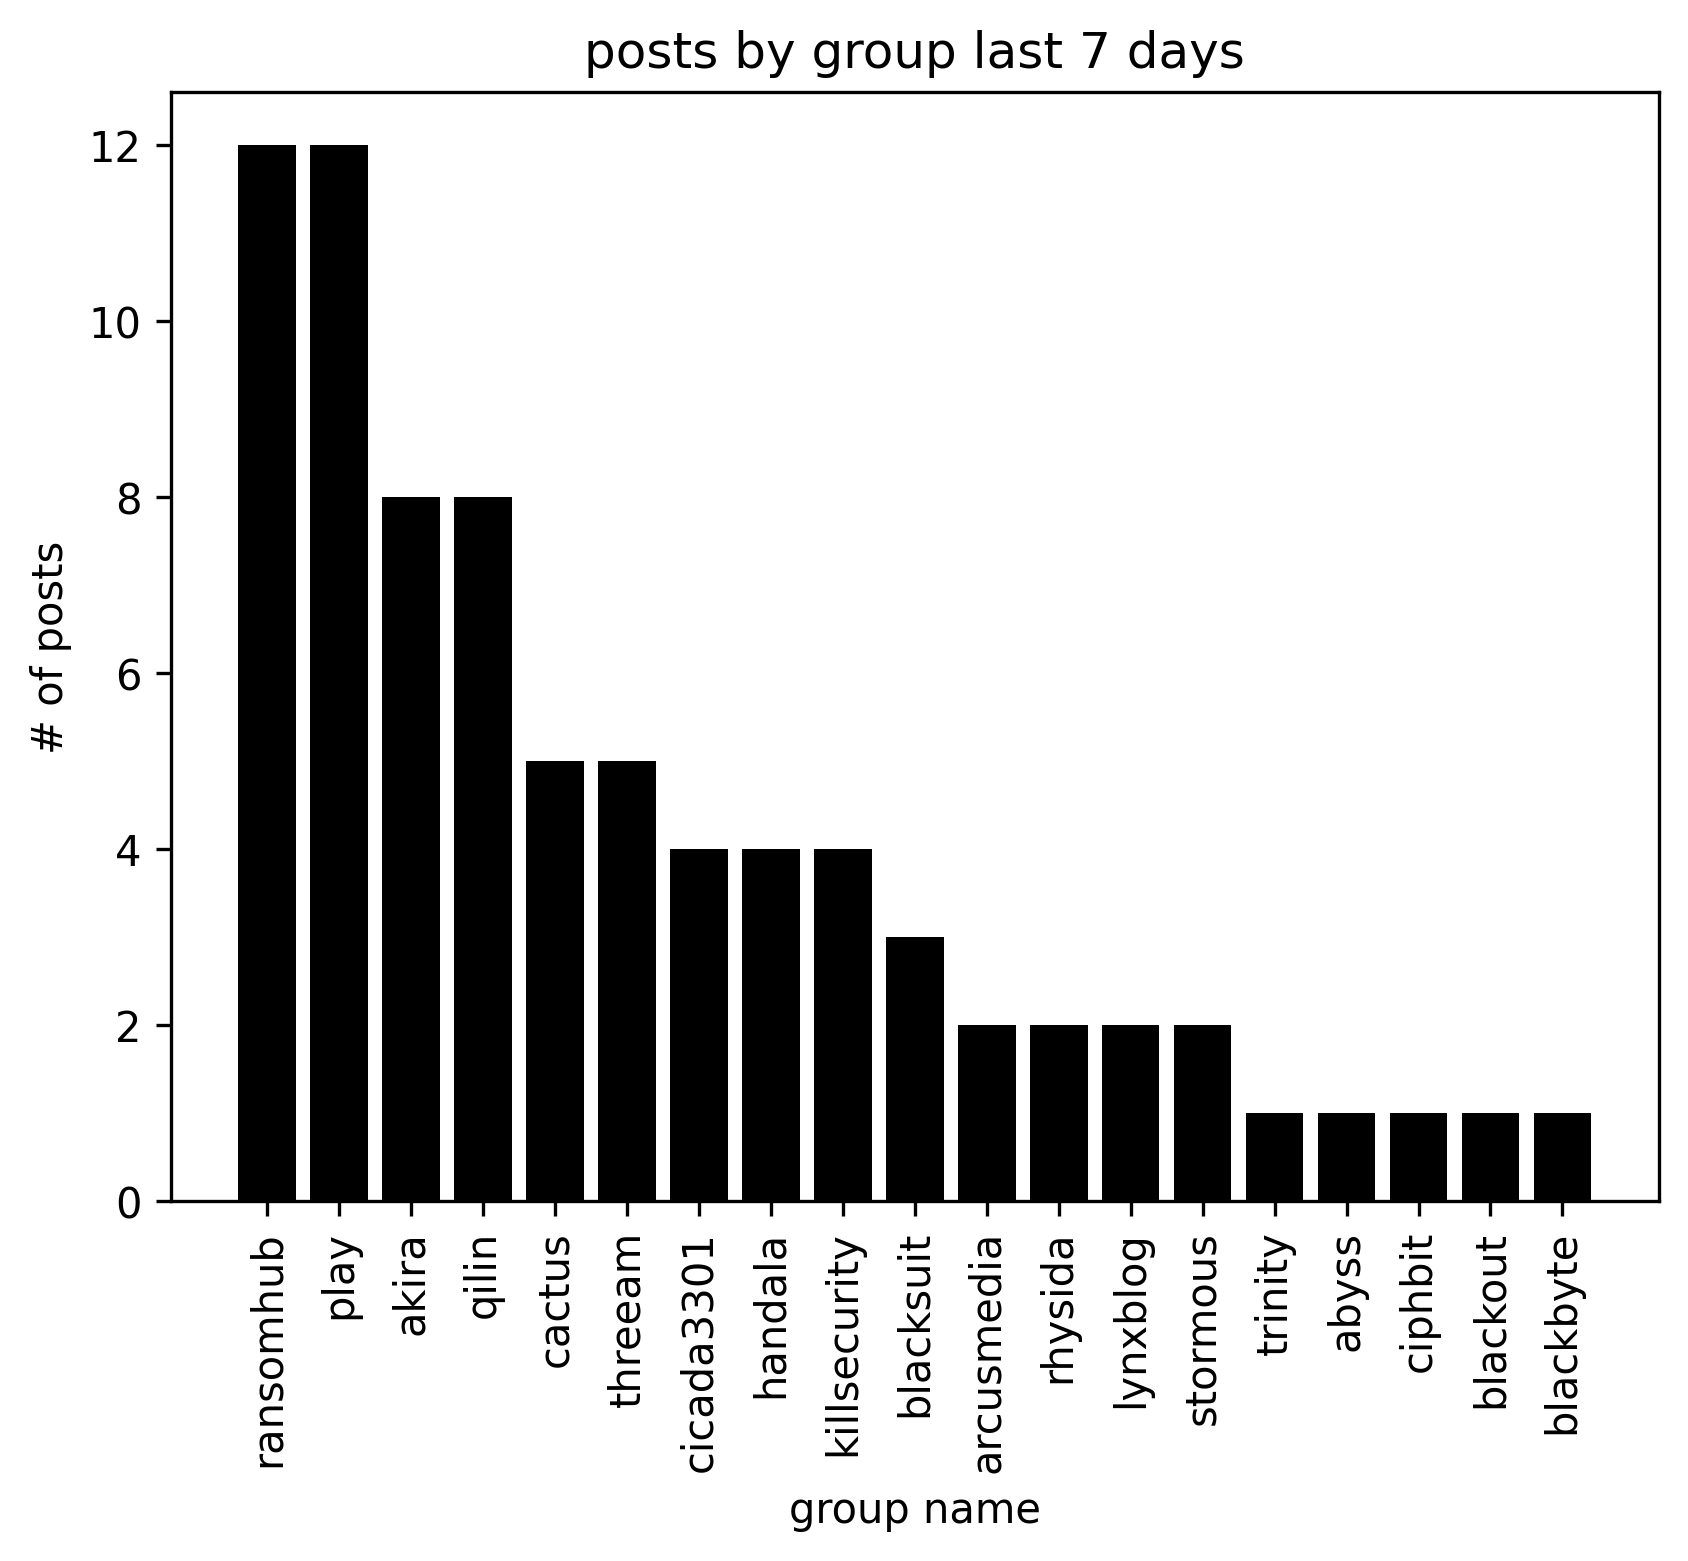 posts by group last 7 days
12
10
8
6
4
2
0
# of posts
ransomhub
play
akira
qilin
cactus
threeam
cicada3301
handala
killsecurity
blacksuit
arcusmedia
rhysida
lynxblog
stormous
trinity
abyss
ciphbit
blackout
blackbyte
group name